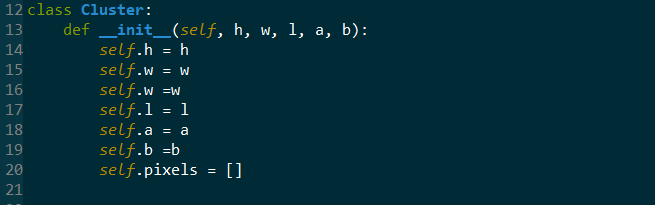 12 class Cluster:
13     def __init__(self, h, w, l, a, b):
14         self.h = h
15         self.w = w
16         self.w =w
17         self.l = l
18         self.a = a
19         self.b =b
20         self.pixels = []
21